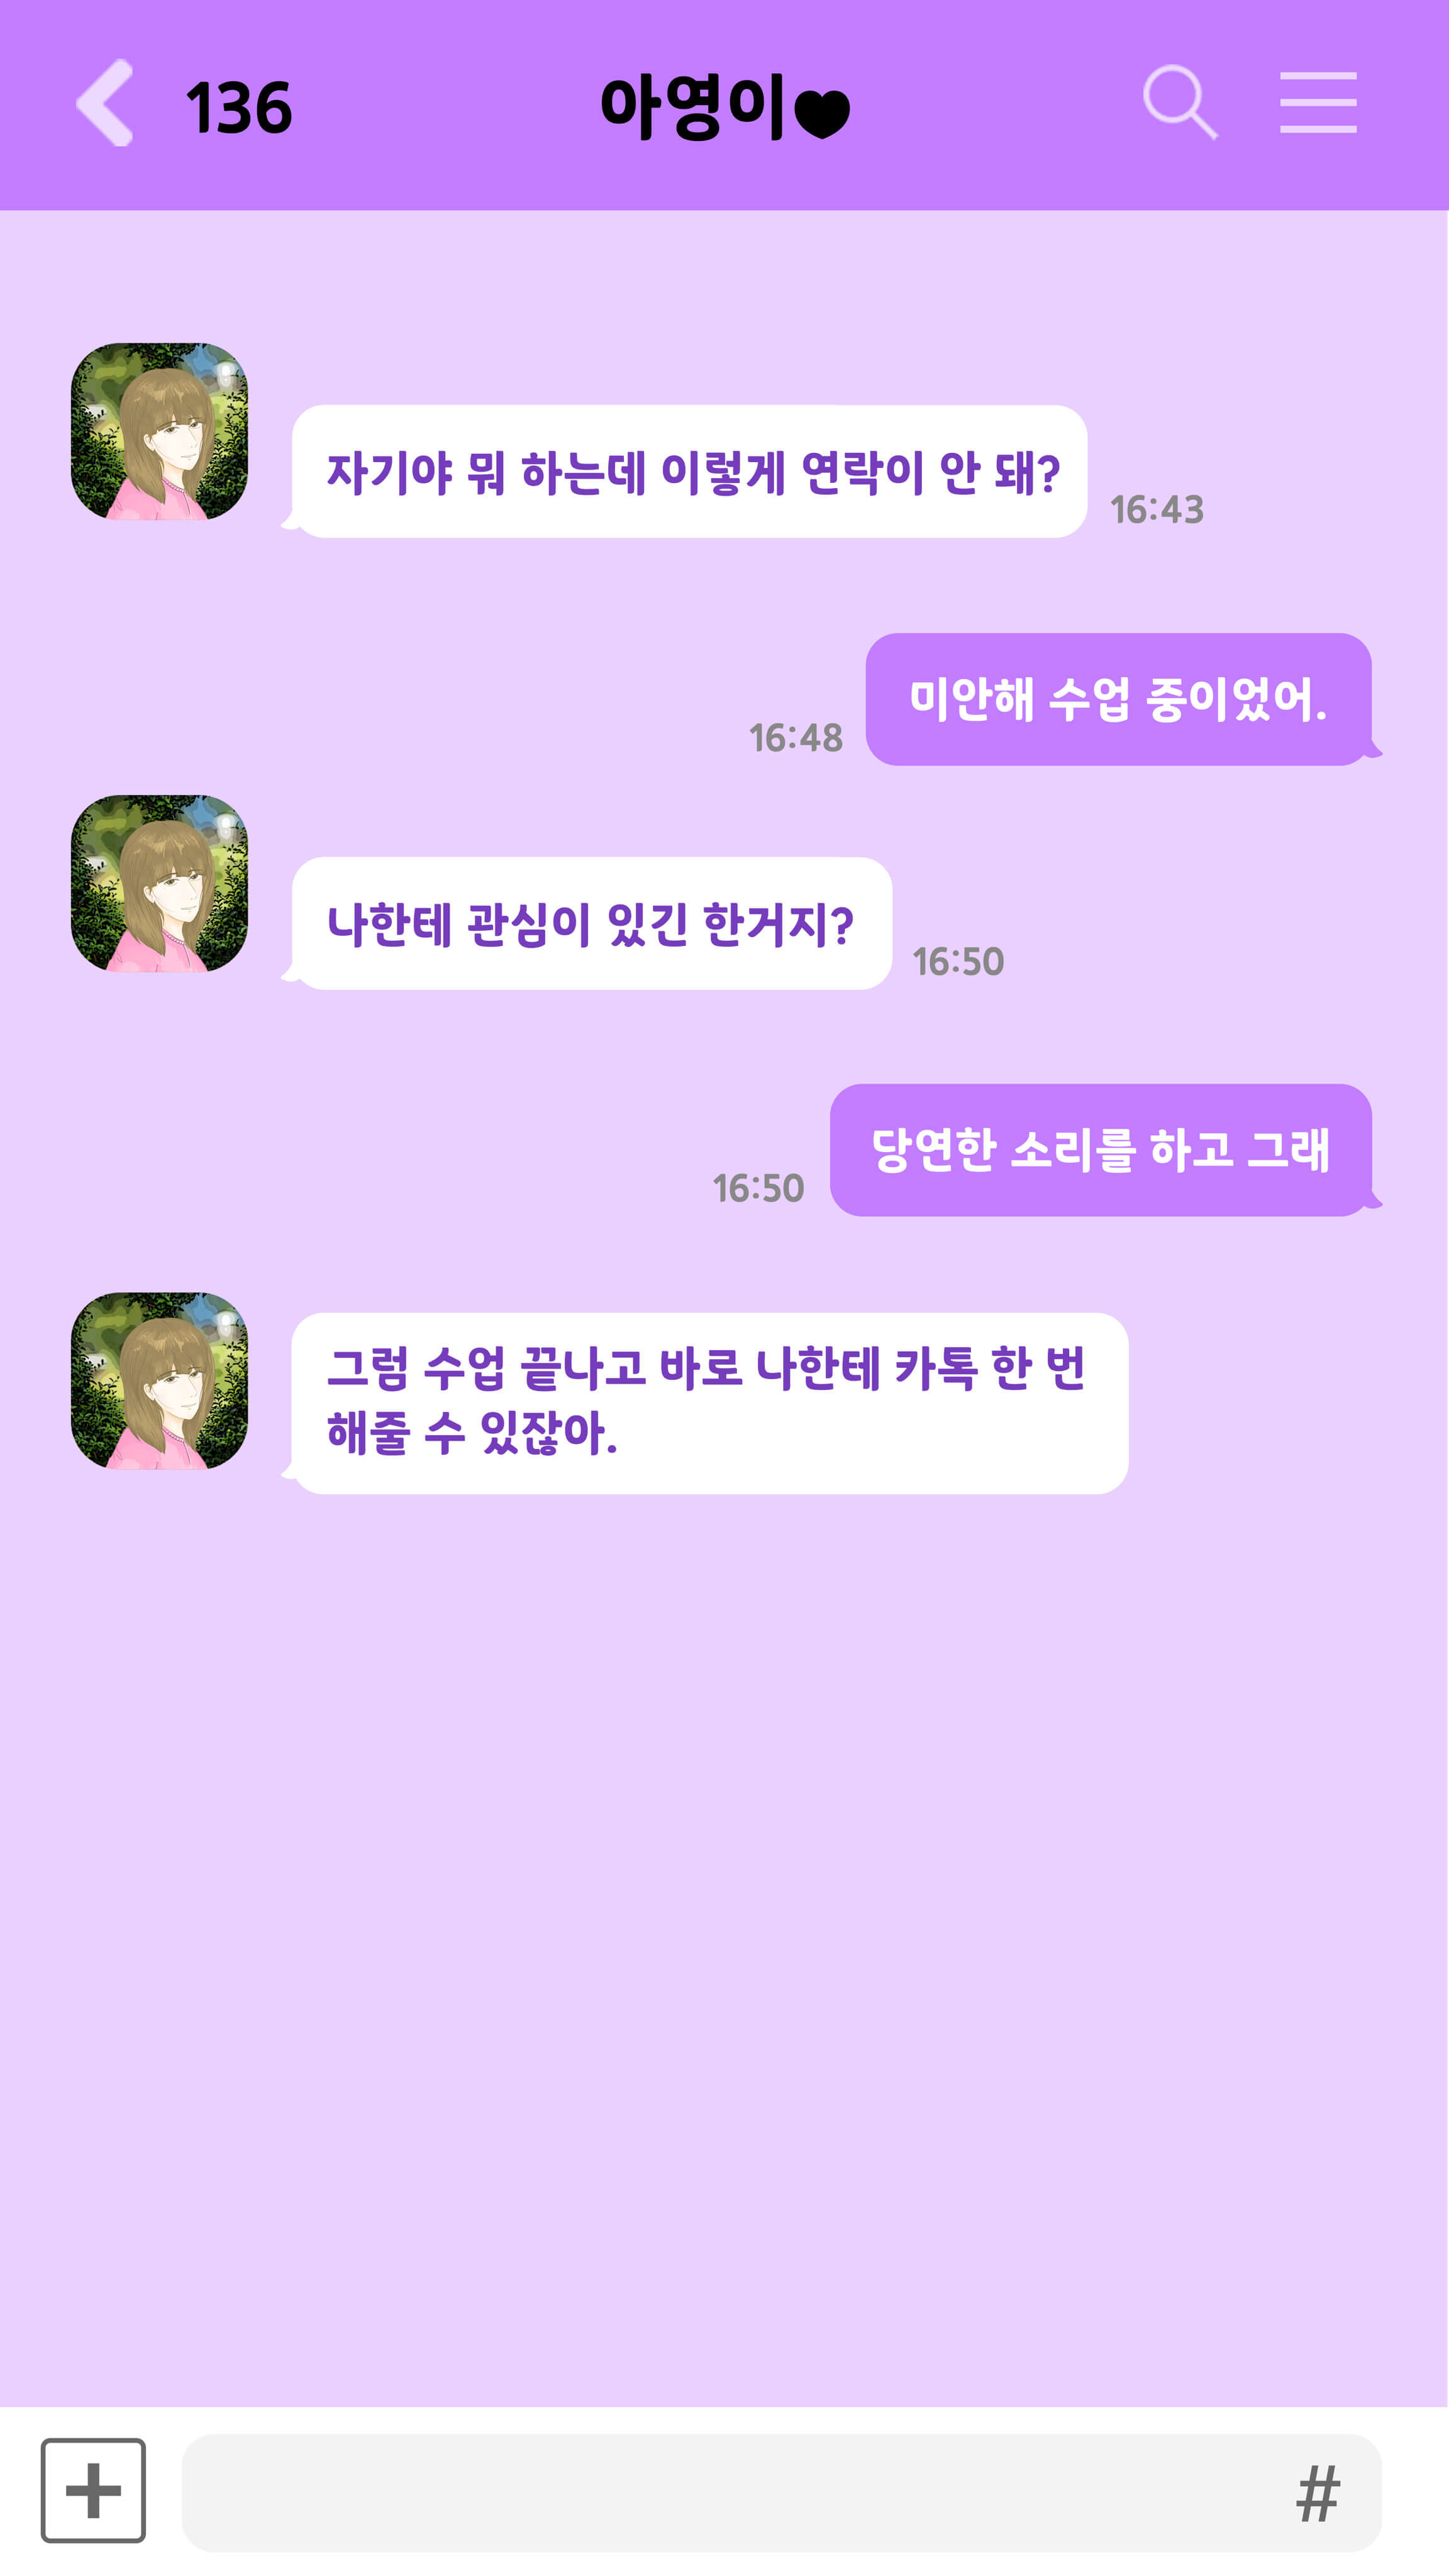 136
아영이♥
자기야 뭐 하는데 이렇게 연락이 안 돼?
16:43
미안해 수업 중이었어.
16:48
나한테 관심이 있긴 한거지?
16:50
당연한 소리를 하고 그래
16:50
그럼 수업 끝나고 바로 나한테 카톡 한 번
해줄 수 있잖아.
#